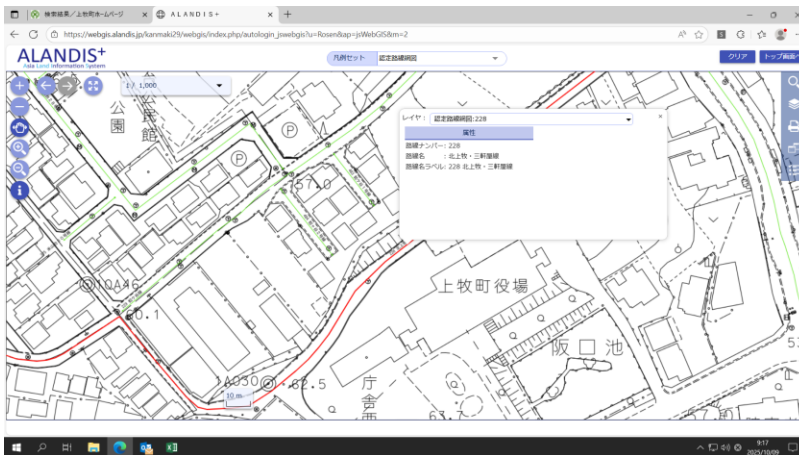 検索結果／上牧町ホームページ
ALANDIS+
https://webgis.alandis.jp/kanmaki29/webgis/index.php/autologin_jswebgis?u=Rosen&ap=jsWebGIS&m=2
ALANDIS+
Asia Land Information System
凡例セット 認定路線網図
クリア トップ画面へ
1 / 1,000
公園
民館
P
P
レイヤ： 認定路線網図:228
属性
路線ナンバー: 228
路線名 : 北上牧・三軒屋線
路線名ラベル: 228 北上牧・三軒屋線
57.0
10A46
60.1
上牧町役場
阪口池
1A030
62.5
庁舎西
10 m
63.7
9:17
2025/10/09